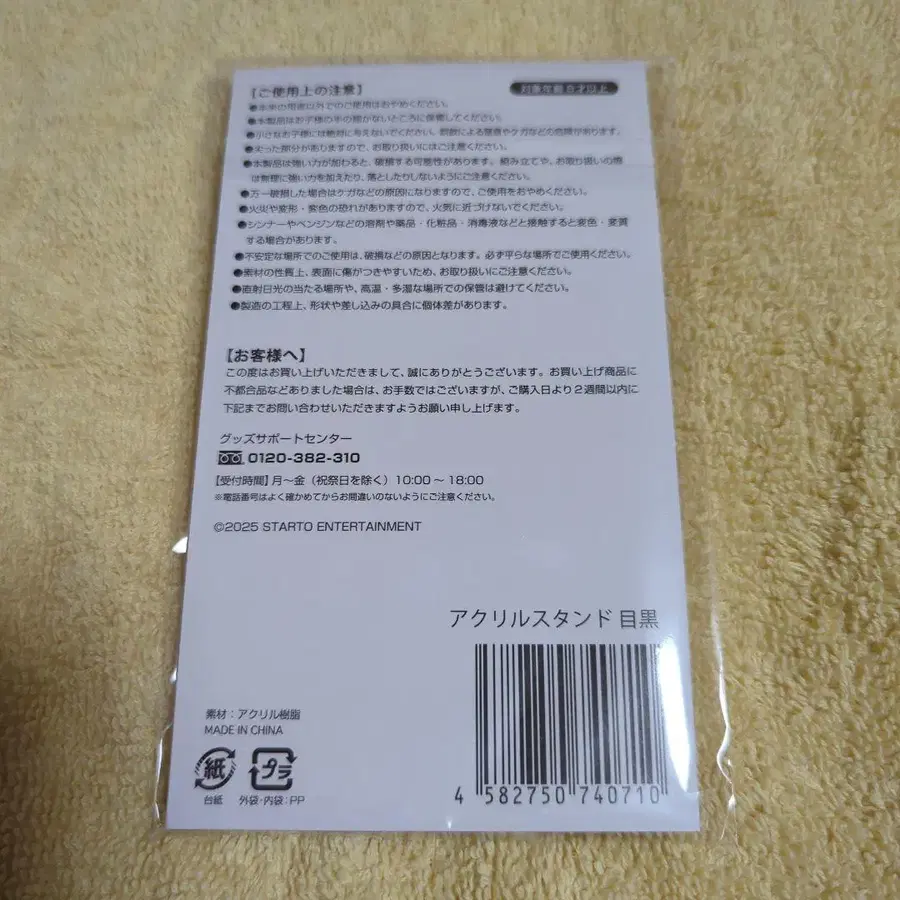 【ご使用上の注意】
対象年齢 8才以上
●本来の用途以外でのご使用はおやめください。
●本製品はお子様の手の届かないところに保管してください。
●小さなお子様には絶対に与えないでください。誤飲による窒息やケガなどの危険があります。
●尖った部分がありますので、お取り扱いにはご注意ください。
●本製品は強い力が加わると、破損する可能性があります。組み立てや、お取り扱いの際
は無理に強い力を加えたり、落としたりしないようにご注意ください。
●万一破損した場合はケガなどの原因になりますので、ご使用をおやめください。
●火災や変形・変色の恐れがありますので、火気に近づけないでください。
●シンナーやベンジンなどの溶剤や薬品・化粧品・消毒液などと接触すると変色・変質
する場合があります。
●不安定な場所でのご使用は、破損などの原因となります。必ず平らな場所でご使用ください。
●素材の性質上、表面に傷がつきやすいため、お取り扱いにご注意ください。
●直射日光の当たる場所や、高温・多湿な場所での保管は避けてください。
●製造の工程上、形状や差し込みの具合に個体差があります。
【お客様へ】
この度はお買い上げいただきまして、誠にありがとうございます。お買い上げ商品に
不都合品などありました場合は、お手数ではございますが、ご購入日より2週間以内に
下記までお問い合わせいただきますようお願い申し上げます。
グッズサポートセンター
0120-382-310
【受付時間】月～金（祝祭日を除く）10:00～18:00
※電話番号はよく確かめてからお間違いのないようにご注意ください。
©2025 STARTO ENTERTAINMENT
アクリルスタンド 目黒
素材：アクリル樹脂
MADE IN CHINA
紙 プラ
台紙 外袋・内袋：PP
4 582750 740710